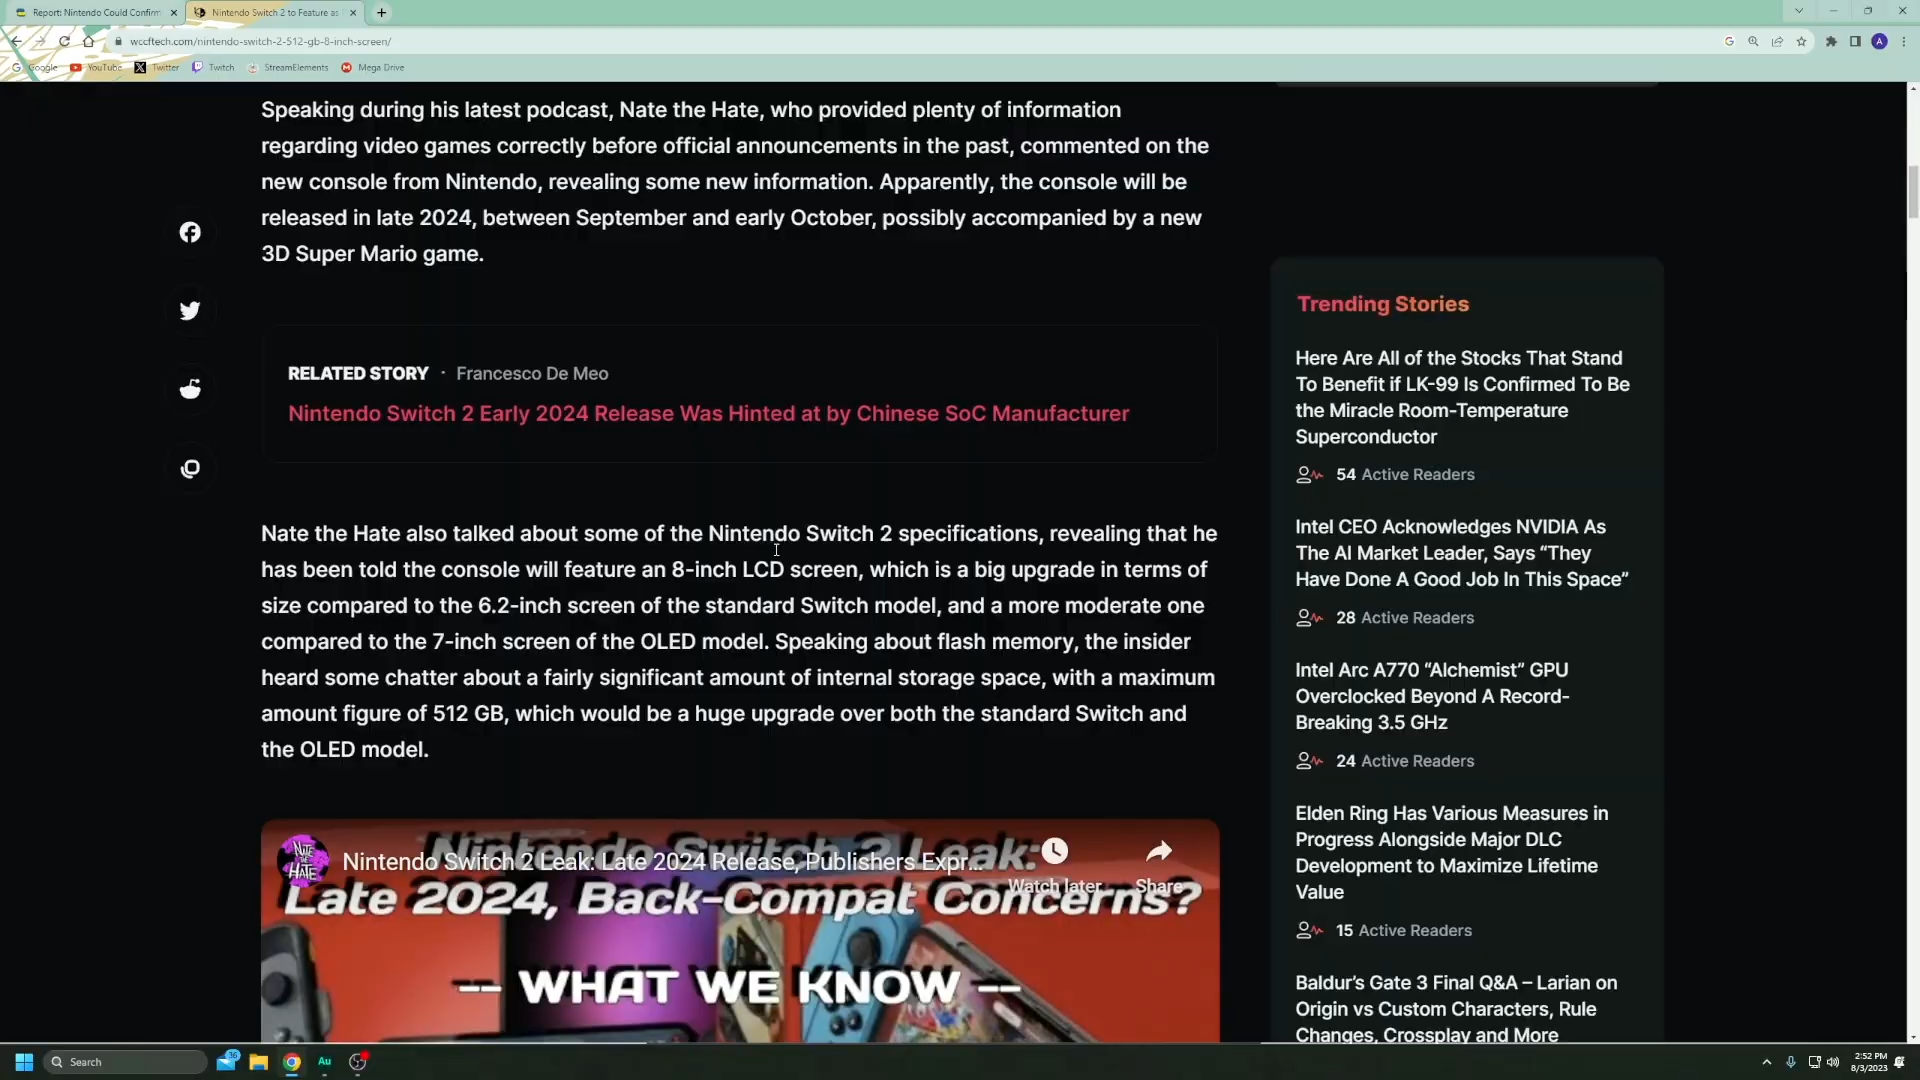 Report: Nintendo Could Confirm
Nintendo Switch 2 to Feature as
wccftech.com/nintendo-switch-2-512-gb-8-inch-screen/
Google YouTube Twitter Twitch StreamElements Mega Drive
Speaking during his latest podcast, Nate the Hate, who provided plenty of information
regarding video games correctly before official announcements in the past, commented on the
new console from Nintendo, revealing some new information. Apparently, the console will be
released in late 2024, between September and early October, possibly accompanied by a new
3D Super Mario game.
RELATED STORY · Francesco De Meo
Nintendo Switch 2 Early 2024 Release Was Hinted at by Chinese SoC Manufacturer
Nate the Hate also talked about some of the Nintendo Switch 2 specifications, revealing that he
has been told the console will feature an 8-inch LCD screen, which is a big upgrade in terms of
size compared to the 6.2-inch screen of the standard Switch model, and a more moderate one
compared to the 7-inch screen of the OLED model. Speaking about flash memory, the insider
heard some chatter about a fairly significant amount of internal storage space, with a maximum
amount figure of 512 GB, which would be a huge upgrade over both the standard Switch and
the OLED model.
NATE THE HATE
Nintendo Switch 2 Leak: Late 2024 Release, Publishers Expr...
Watch later Share
Nintendo Switch 2 Leak:
Late 2024, Back-Compat Concerns?
-- WHAT WE KNOW --
Trending Stories
Here Are All of the Stocks That Stand
To Benefit if LK-99 Is Confirmed To Be
the Miracle Room-Temperature
Superconductor
54 Active Readers
Intel CEO Acknowledges NVIDIA As
The AI Market Leader, Says “They
Have Done A Good Job In This Space”
28 Active Readers
Intel Arc A770 “Alchemist” GPU
Overclocked Beyond A Record-
Breaking 3.5 GHz
24 Active Readers
Elden Ring Has Various Measures in
Progress Alongside Major DLC
Development to Maximize Lifetime
Value
15 Active Readers
Baldur’s Gate 3 Final Q&A – Larian on
Origin vs Custom Characters, Rule
Changes, Crossplay and More
Search
36
Au
2:52 PM
8/3/2023
A